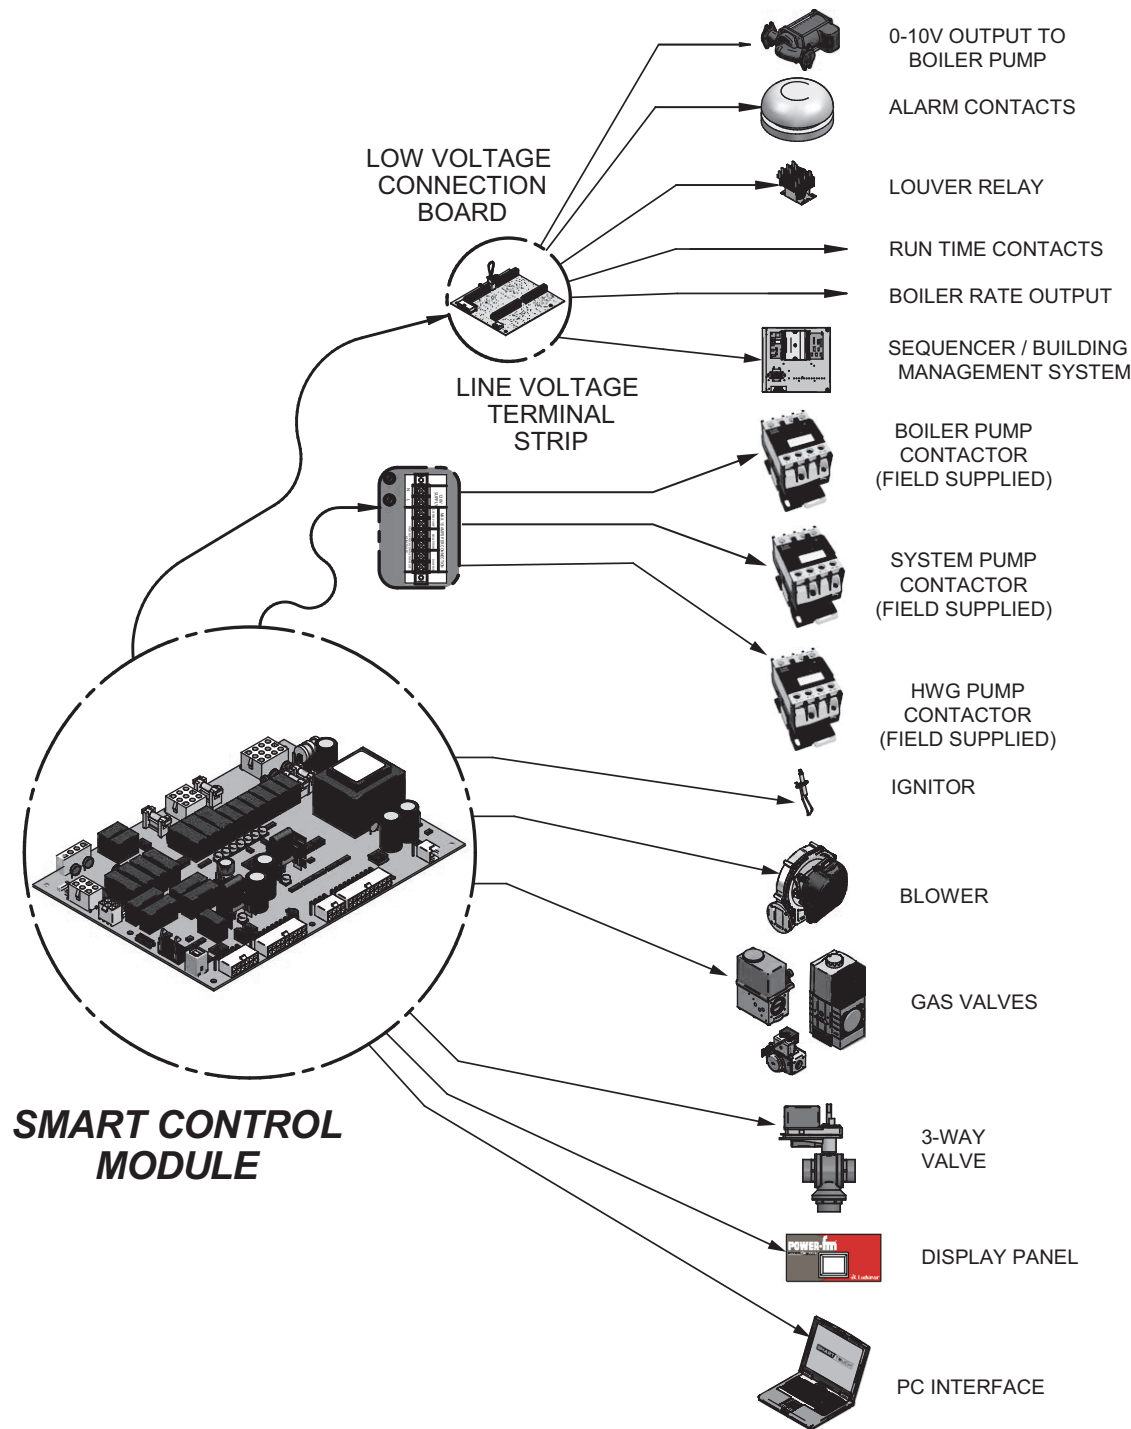 0-10V OUTPUT TO
BOILER PUMP
ALARM CONTACTS
LOW VOLTAGE
CONNECTION
BOARD
LOUVER RELAY
RUN TIME CONTACTS
BOILER RATE OUTPUT
SEQUENCER / BUILDING
MANAGEMENT SYSTEM
LINE VOLTAGE
TERMINAL
STRIP
BOILER PUMP
CONTACTOR
(FIELD SUPPLIED)
SYSTEM PUMP
CONTACTOR
(FIELD SUPPLIED)
HWG PUMP
CONTACTOR
(FIELD SUPPLIED)
IGNITOR
BLOWER
GAS VALVES
SMART CONTROL
MODULE
3-WAY
VALVE
POWER-fin
DISPLAY PANEL
PC INTERFACE